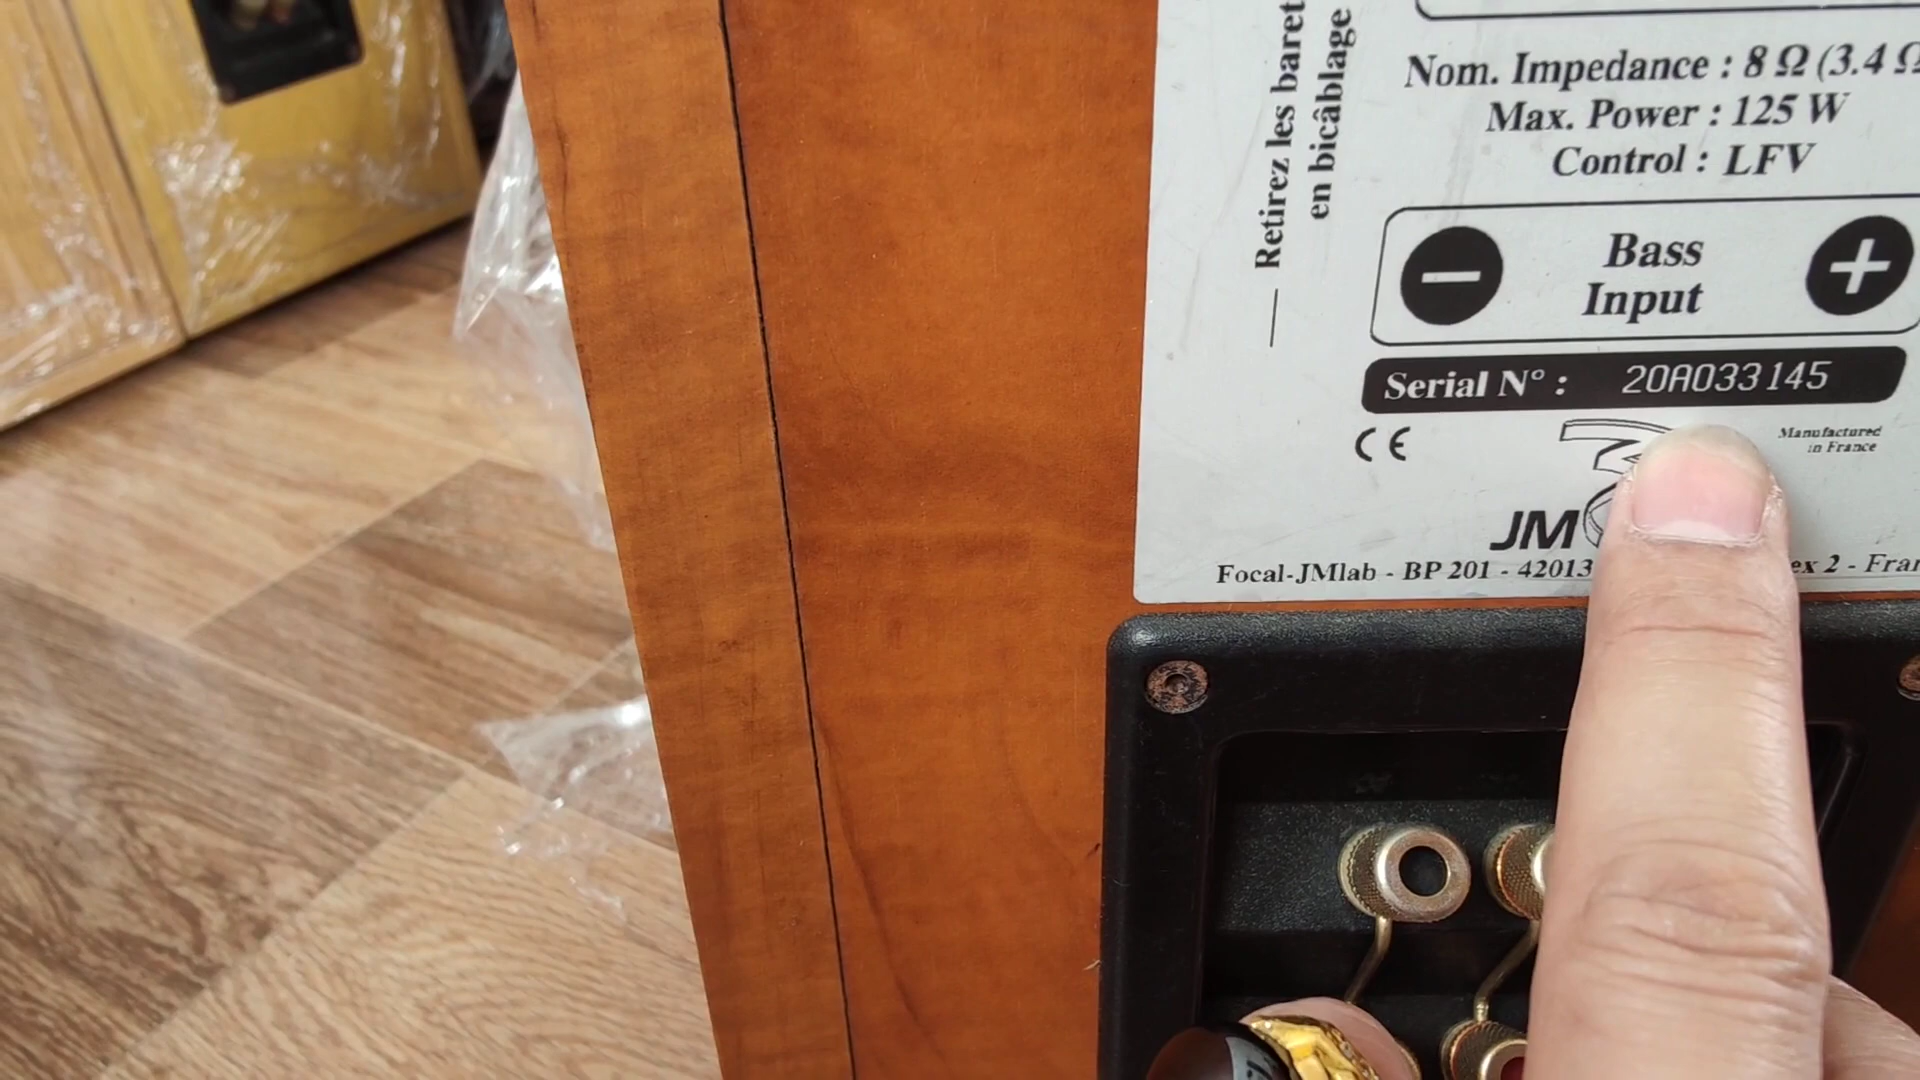 Retirez les baret
en bicâblage
Nom. Impedance : 8 Ω (3.4 Ω
Max. Power : 125 W
Control : LFV
Bass
Input
Serial N° : 20A033145
CE
Manufactured
in France
JM
Focal-JMlab - BP 201 - 42013 ex 2 - Fran